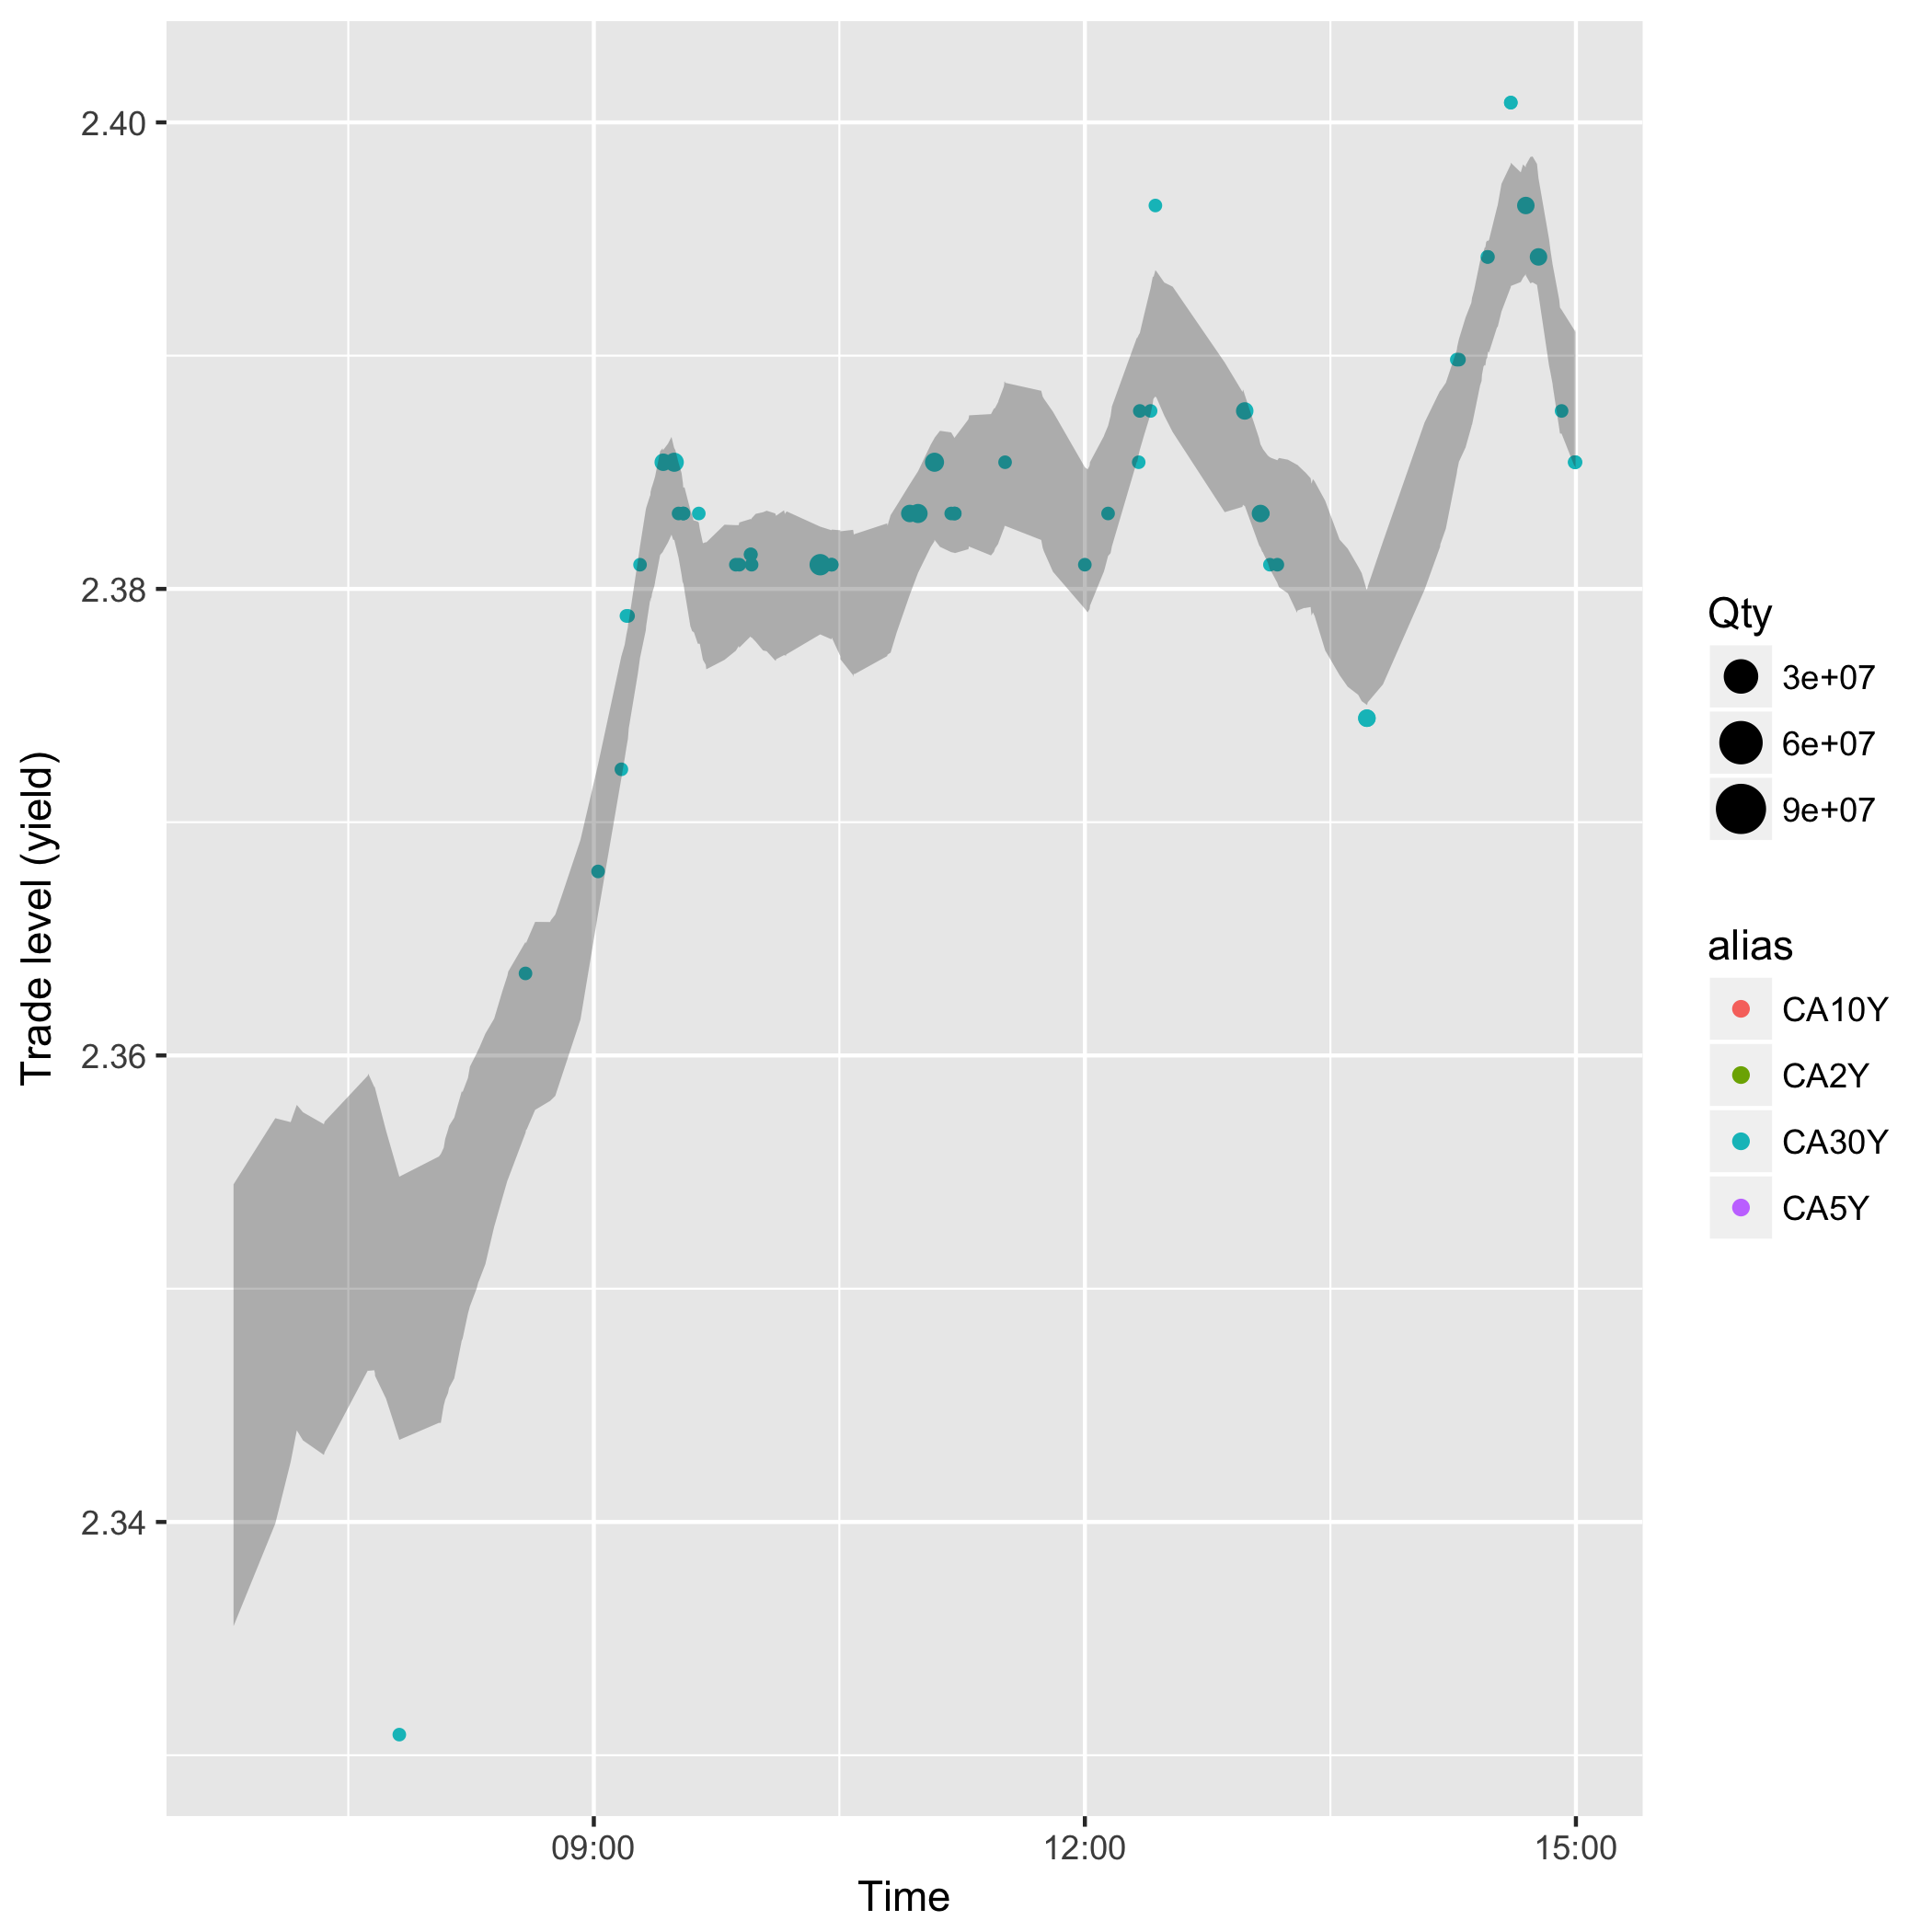 Trade level (yield)
2.40
2.38
2.36
2.34
09:00
12:00
15:00
Time
Qty
3e+07
6e+07
9e+07
alias
CA10Y
CA2Y
CA30Y
CA5Y